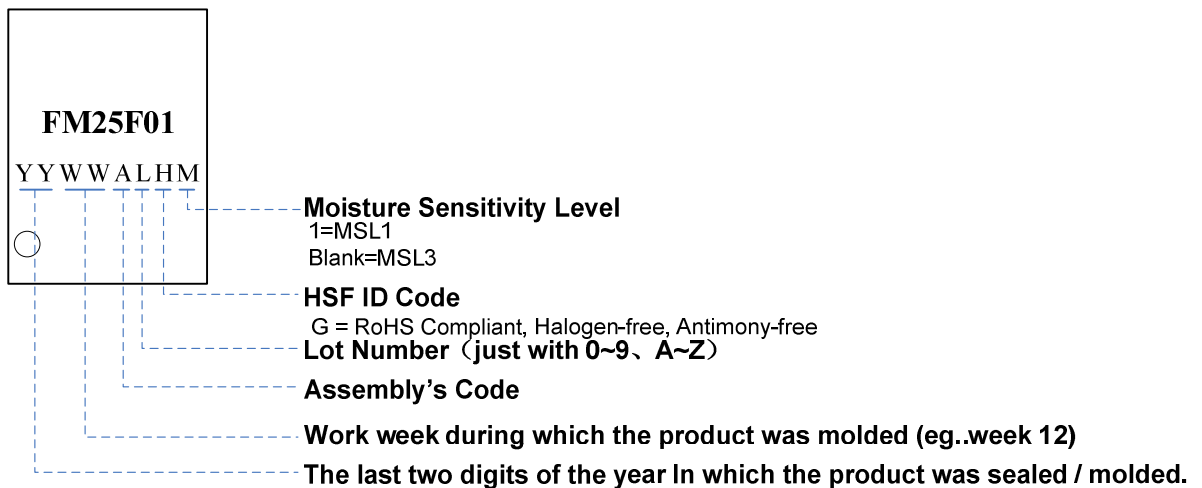 FM25F01
YYWWALHM
Moisture Sensitivity Level
1=MSL1
Blank=MSL3
HSF ID Code
G = RoHS Compliant, Halogen-free, Antimony-free
Lot Number（just with 0~9、A~Z）
Assembly’s Code
Work week during which the product was molded (eg..week 12)
The last two digits of the year In which the product was sealed / molded.